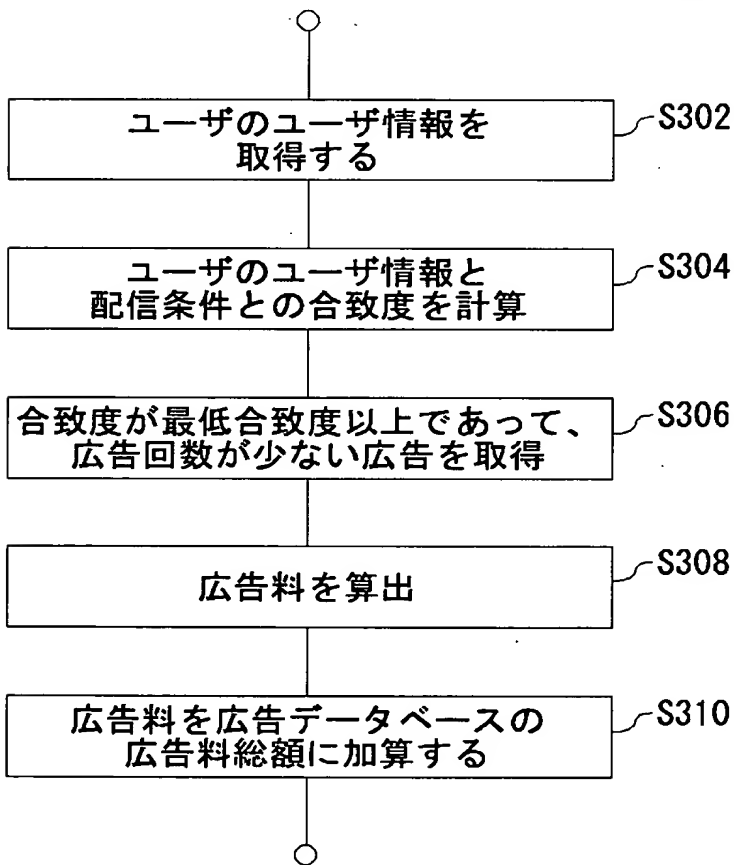 ユーザのユーザ情報を
取得する
S302
ユーザのユーザ情報と
配信条件との合致度を計算
S304
合致度が最低合致度以上であって、
広告回数が少ない広告を取得
S306
広告料を算出
S308
広告料を広告データベースの
広告料総額に加算する
S310